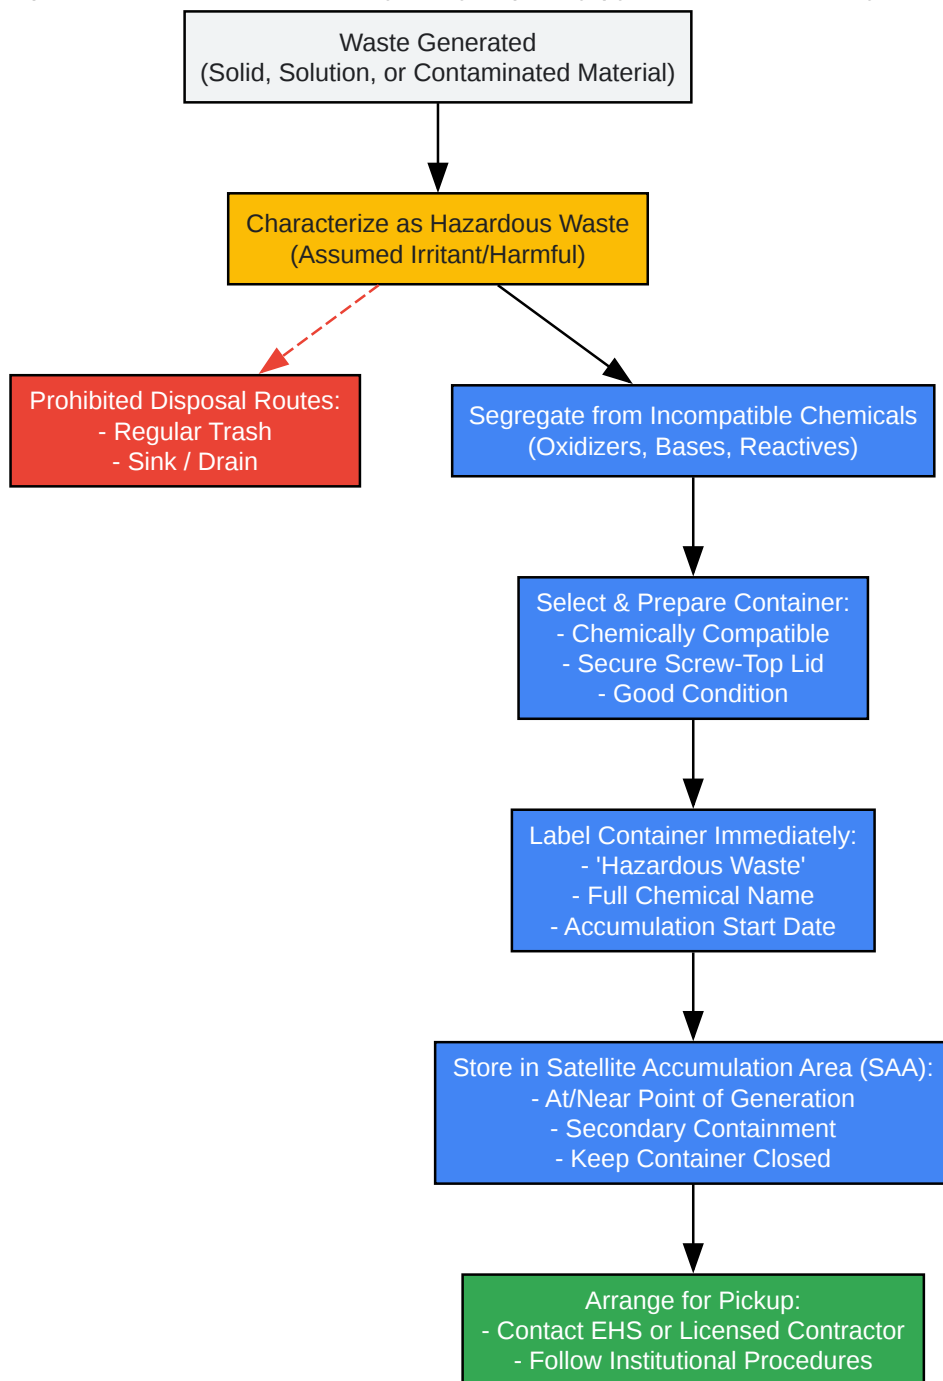 Waste Generated
(Solid, Solution, or Contaminated Material)
Characterize as Hazardous Waste
(Assumed Irritant/Harmful)
Prohibited Disposal Routes:
- Regular Trash
- Sink / Drain
Segregate from Incompatible Chemicals
(Oxidizers, Bases, Reactives)
Select & Prepare Container:
- Chemically Compatible
- Secure Screw-Top Lid
- Good Condition
Label Container Immediately:
- 'Hazardous Waste'
- Full Chemical Name
- Accumulation Start Date
Store in Satellite Accumulation Area (SAA):
- At/Near Point of Generation
- Secondary Containment
- Keep Container Closed
Arrange for Pickup:
- Contact EHS or Licensed Contractor
- Follow Institutional Procedures